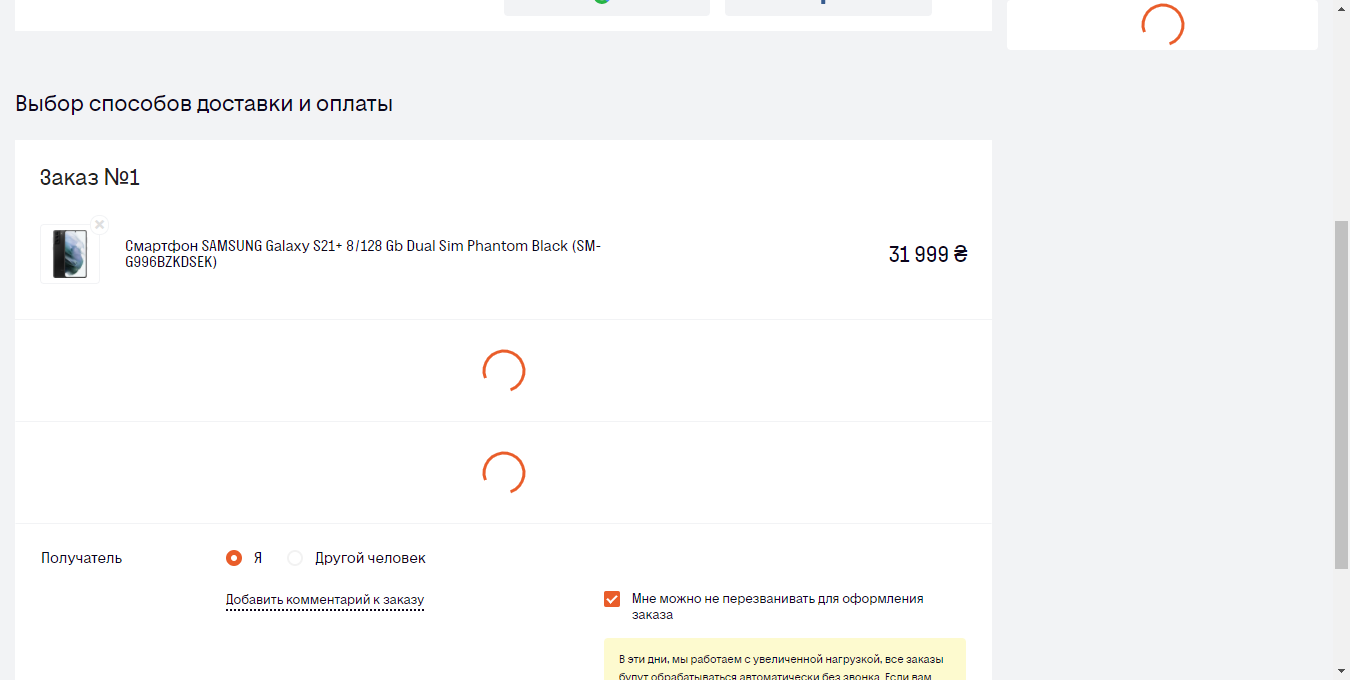 Выбор способов доставки и оплаты
Заказ №1
Смартфон SAMSUNG Galaxy S21+ 8/128 Gb Dual Sim Phantom Black (SM-
G996BZKDSEK)
31 999 ₴
Получатель
Я
Другой человек
Добавить комментарий к заказу
Мне можно не перезванивать для оформления
заказа
В эти дни, мы работаем с увеличенной нагрузкой, все заказы
будут обрабатываться автоматически без звонка. Если вам